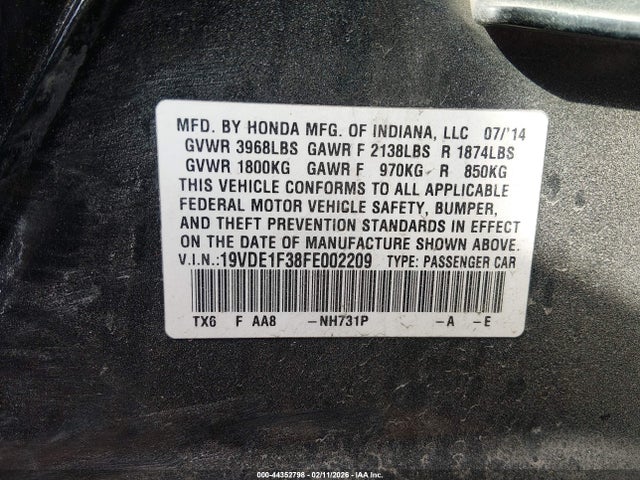 MFD. BY HONDA MFG. OF INDIANA, LLC 07/'14
GVWR 3968LBS GAWR F 2138LBS R 1874LBS
GVWR 1800KG GAWR F 970KG R 850KG
THIS VEHICLE CONFORMS TO ALL APPLICABLE
FEDERAL MOTOR VEHICLE SAFETY, BUMPER,
AND THEFT PREVENTION STANDARDS IN EFFECT
ON THE DATE OF MANUFACTURE SHOWN ABOVE.
V.I.N.:19VDE1F38FE002209 TYPE: PASSENGER CAR
TX6 F AA8 -NH731P -A -E
000-44352798 - 02/11/2026 - IAA Inc.